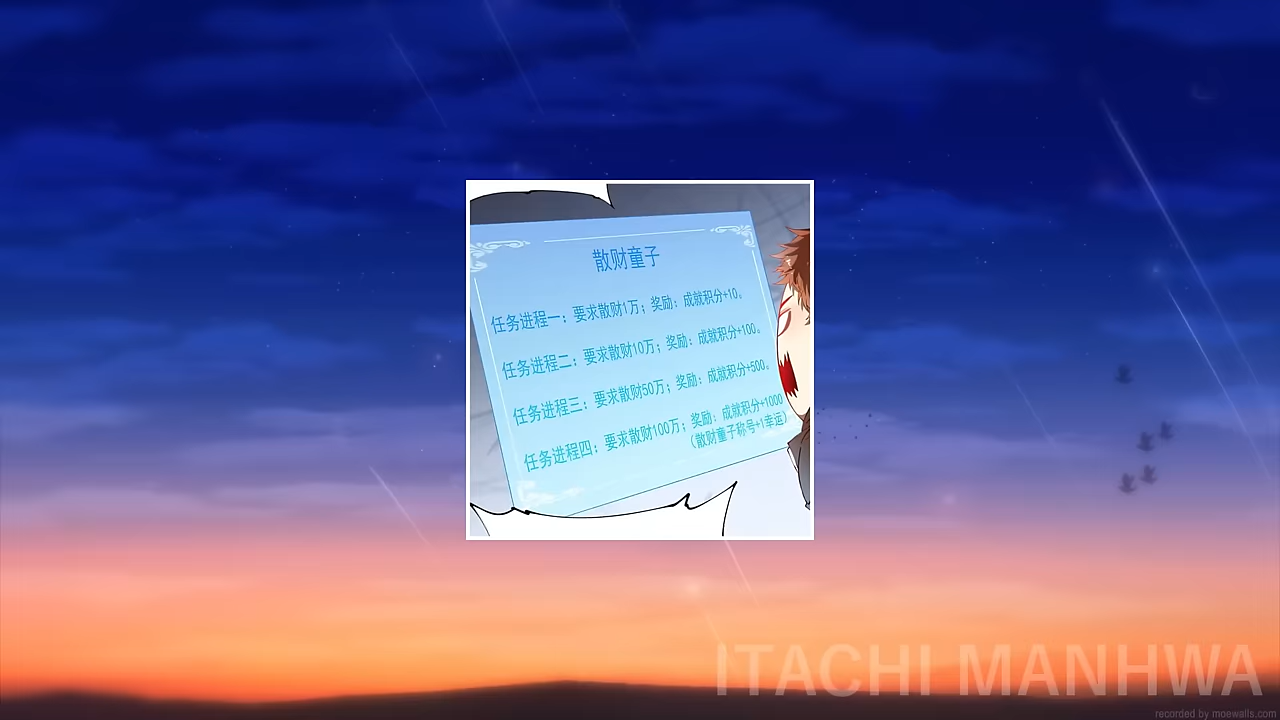 散财童子
任务进程一：要求散财1万；奖励：成就积分+10。
任务进程二：要求散财10万；奖励：成就积分+100。
任务进程三：要求散财50万；奖励：成就积分+500。
任务进程四：要求散财100万；奖励：成就积分+1000
（散财童子称号+1幸运）
ITACHI MANHWA
recorded by moewalls.com